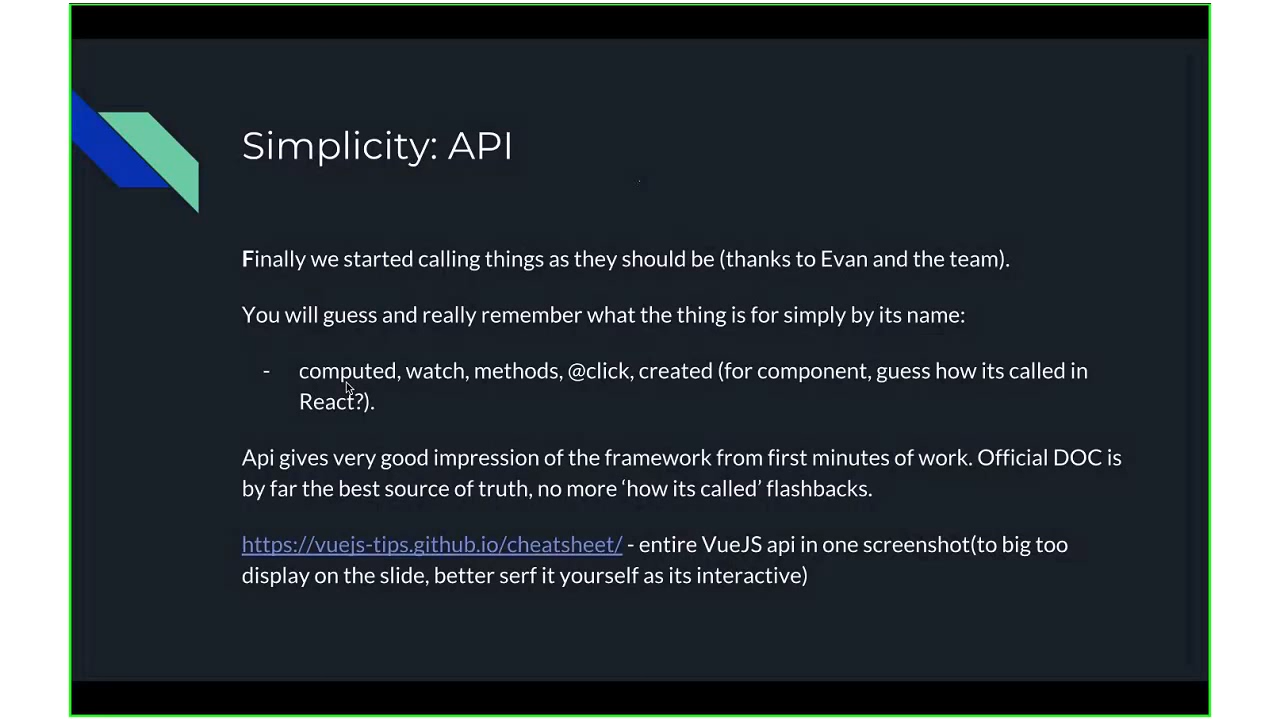 Simplicity: API
Finally we started calling things as they should be (thanks to Evan and the team).
You will guess and really remember what the thing is for simply by its name:
- computed, watch, methods, @click, created (for component, guess how its called in
React?).
Api gives very good impression of the framework from first minutes of work. Official DOC is
by far the best source of truth, no more ‘how its called’ flashbacks.
https://vuejs-tips.github.io/cheatsheet/ - entire VueJS api in one screenshot(to big too
display on the slide, better serf it yourself as its interactive)